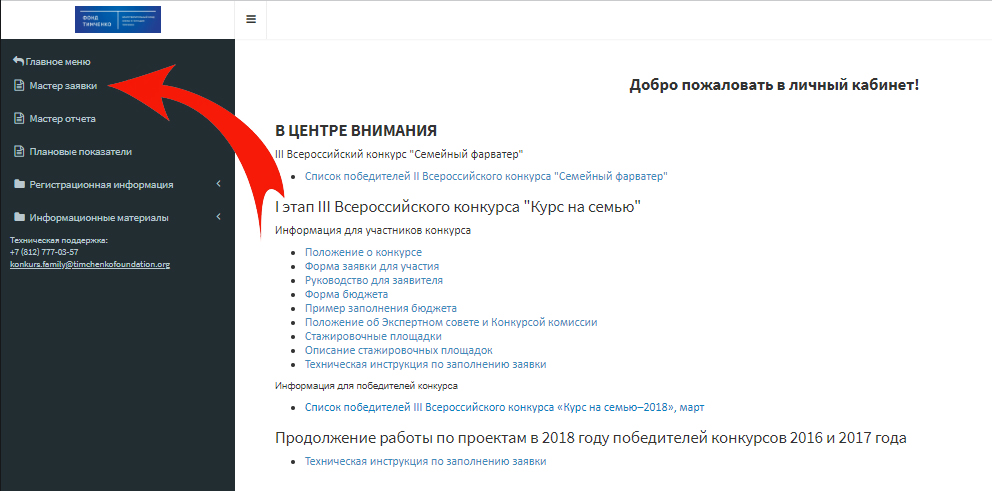 ФОНД
ТИМЧЕНКО
Главное меню
Мастер заявки
Мастер отчета
Плановые показатели
Регистрационная информация
Информационные материалы
Техническая поддержка:
+7 (812) 777-03-57
konkurs.family@timchenkofoundation.org
Добро пожаловать в личный кабинет!
В ЦЕНТРЕ ВНИМАНИЯ
III Всероссийский конкурс "Семейный фарватер"
Список победителей II Всероссийского конкурса "Семейный фарватер"
I этап III Всероссийского конкурса "Курс на семью"
Информация для участников конкурса
Положение о конкурсе
Форма заявки для участия
Руководство для заявителя
Форма бюджета
Пример заполнения бюджета
Положение об Экспертном совете и Конкурсой комиссии
Стажировочные площадки
Описание стажировочных площадок
Техническая инструкция по заполнению заявки
Информация для победителей конкурса
Список победителей III Всероссийского конкурса «Курс на семью–2018», март
Продолжение работы по проектам в 2018 году победителей конкурсов 2016 и 2017 года
Техническая инструкция по заполнению заявки